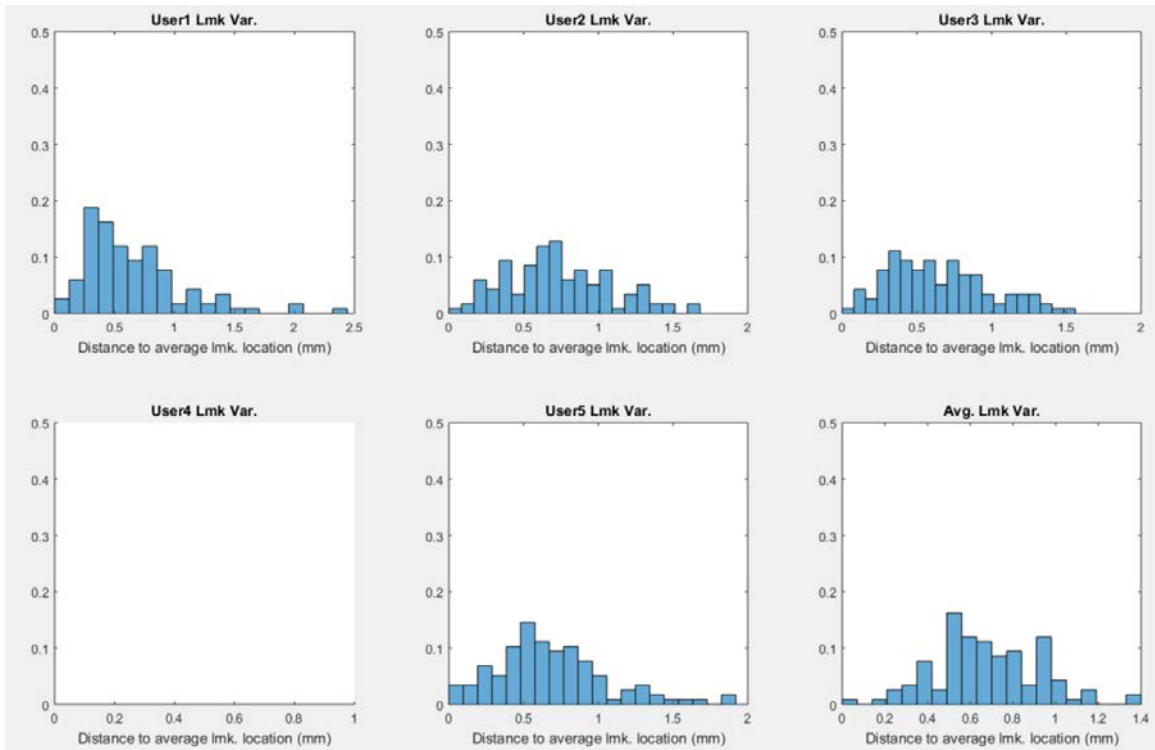 User1 Lmk Var.
0.5
0.4
0.3
0.2
0.1
0
0 0.5 1 1.5 2 2.5
Distance to average lmk. location (mm)
User2 Lmk Var.
0.5
0.4
0.3
0.2
0.1
0
0 0.5 1 1.5 2
Distance to average lmk. location (mm)
User3 Lmk Var.
0.5
0.4
0.3
0.2
0.1
0
0 0.5 1 1.5 2
Distance to average lmk. location (mm)
User4 Lmk Var.
0.5
0.4
0.3
0.2
0.1
0
0 0.2 0.4 0.6 0.8 1
Distance to average lmk. location (mm)
User5 Lmk Var.
0.5
0.4
0.3
0.2
0.1
0
0 0.5 1 1.5 2
Distance to average lmk. location (mm)
Avg. Lmk Var.
0.5
0.4
0.3
0.2
0.1
0
0 0.2 0.4 0.6 0.8 1 1.2 1.4
Distance to average lmk. location (mm)